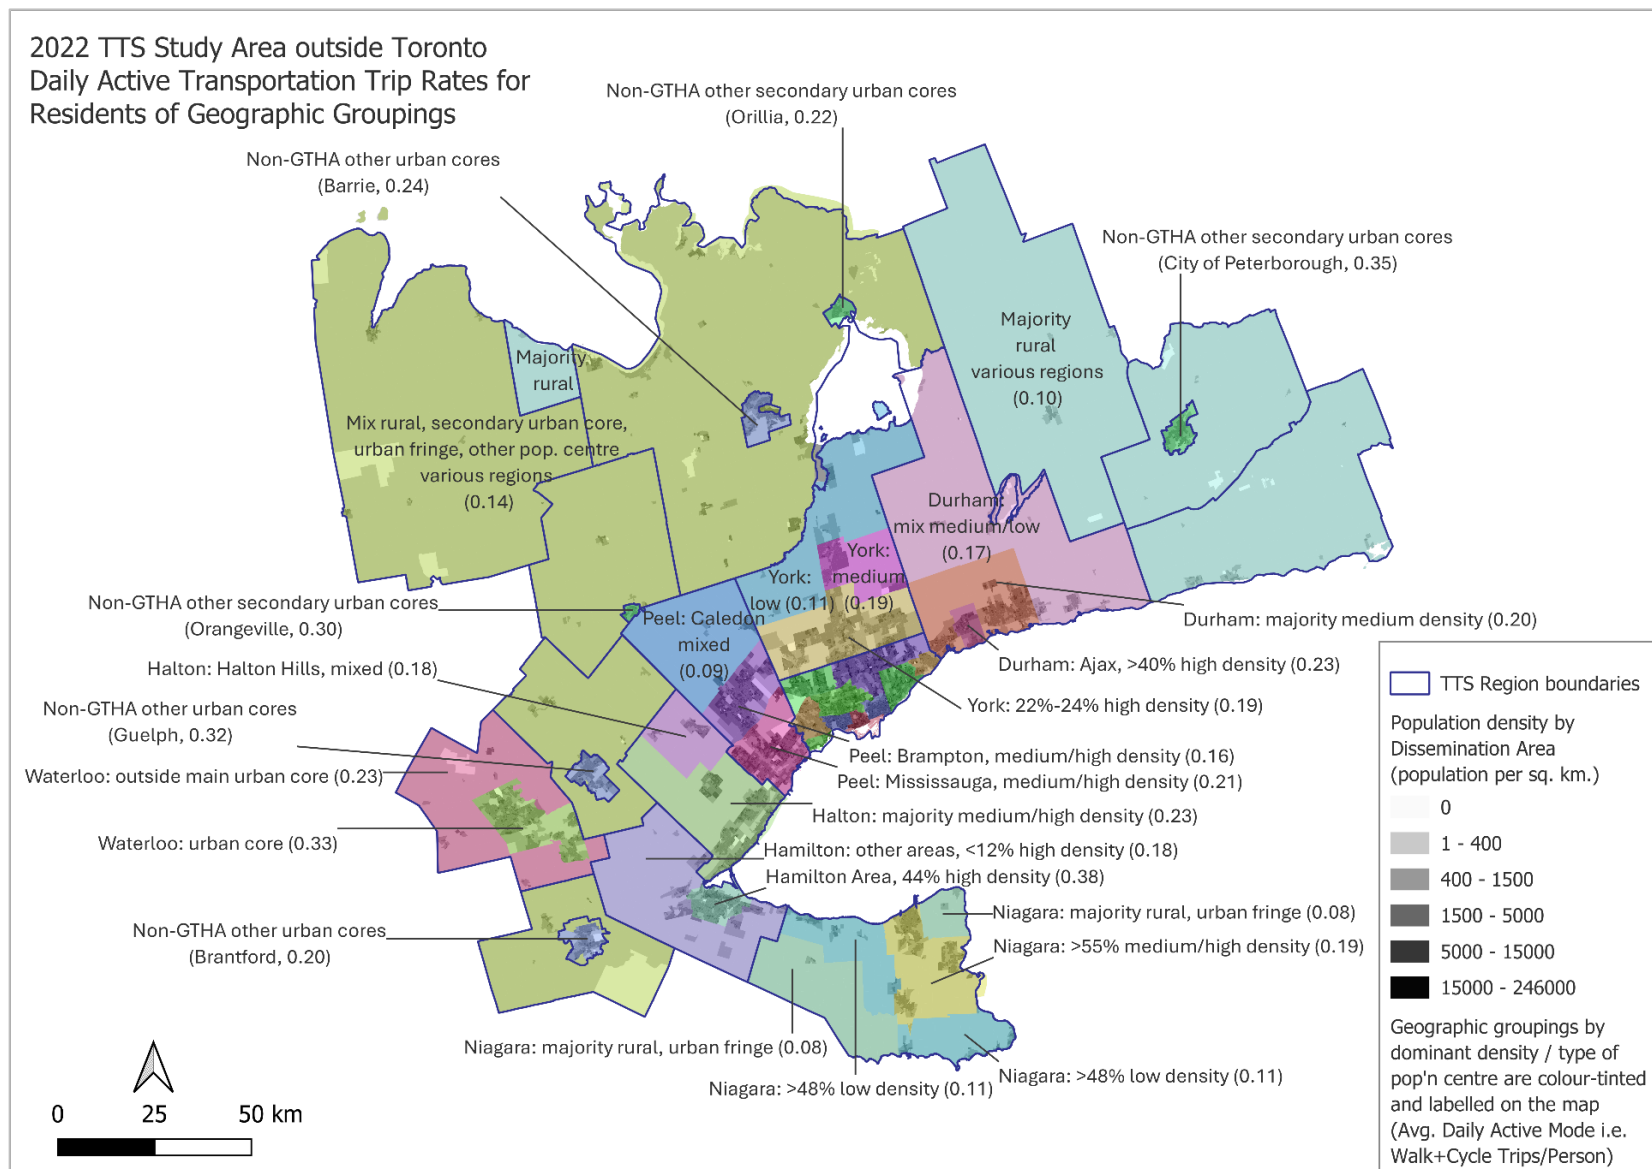 2022 TTS Study Area outside Toronto
Daily Active Transportation Trip Rates for
Residents of Geographic Groupings
Non-GTHA other secondary urban cores
(Orillia, 0.22)
Non-GTHA other urban cores
(Barrie, 0.24)
Non-GTHA other secondary urban cores
(City of Peterborough, 0.35)
Majority
rural
various regions
(0.10)
Majority
rural
Mix rural, secondary urban core,
urban fringe, other pop. centre
various regions
(0.14)
Durham:
mix medium/low
(0.17)
York:
medium
(0.19)
York:
low (0.11)
Non-GTHA other secondary urban cores
(Orangeville, 0.30)
Peel: Caledon
mixed
(0.09)
Durham: majority medium density (0.20)
Halton: Halton Hills, mixed (0.18)
Durham: Ajax, >40% high density (0.23)
Non-GTHA other urban cores
(Guelph, 0.32)
York: 22%-24% high density (0.19)
Peel: Brampton, medium/high density (0.16)
Waterloo: outside main urban core (0.23)
Peel: Mississauga, medium/high density (0.21)
Halton: majority medium/high density (0.23)
Waterloo: urban core (0.33)
Hamilton: other areas, <12% high density (0.18)
Hamilton Area, 44% high density (0.38)
Niagara: majority rural, urban fringe (0.08)
Non-GTHA other urban cores
(Brantford, 0.20)
Niagara: >55% medium/high density (0.19)
Niagara: majority rural, urban fringe (0.08)
Niagara: >48% low density (0.11)
Niagara: >48% low density (0.11)
0 25 50 km
TTS Region boundaries
Population density by
Dissemination Area
(population per sq. km.)
0
1 - 400
400 - 1500
1500 - 5000
5000 - 15000
15000 - 246000
Geographic groupings by
dominant density / type of
pop'n centre are colour-tinted
and labelled on the map
(Avg. Daily Active Mode i.e.
Walk+Cycle Trips/Person)